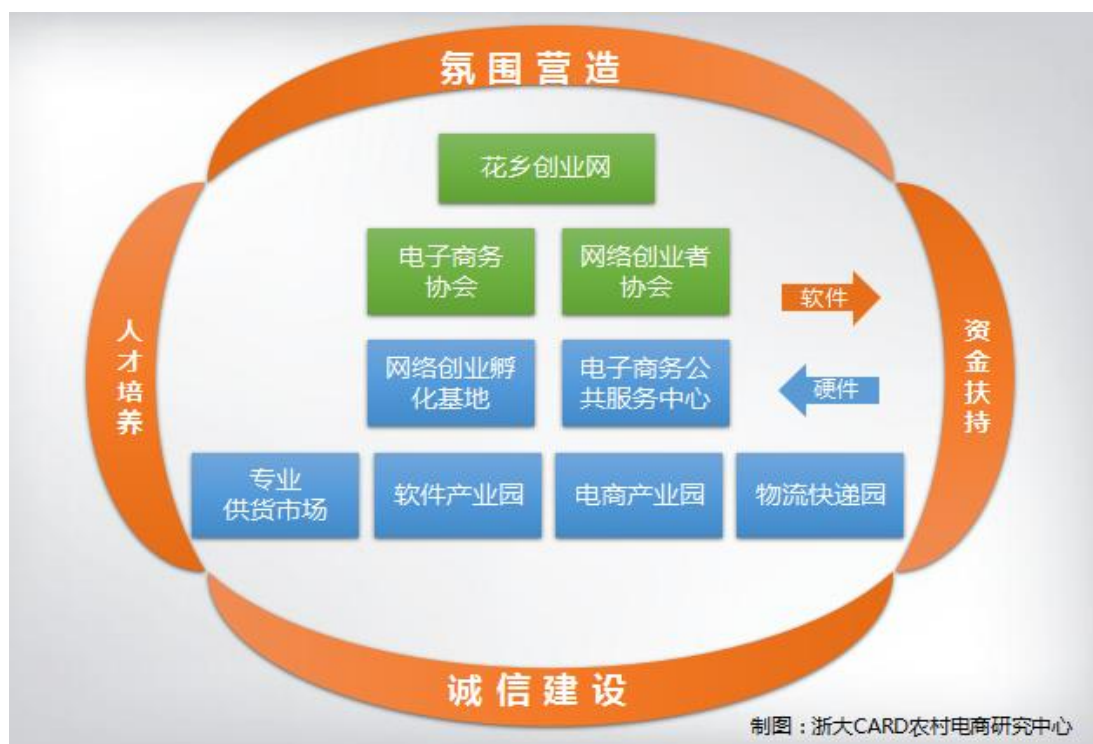 氛围营造
花乡创业网
电子商务
协会
网络创业者
协会
软件
人才培养
资金扶持
网络创业孵
化基地
电子商务公
共服务中心
硬件
专业
供货市场
软件产业园
电商产业园
物流快递园
诚信建设
制图：浙大CARD农村电商研究中心